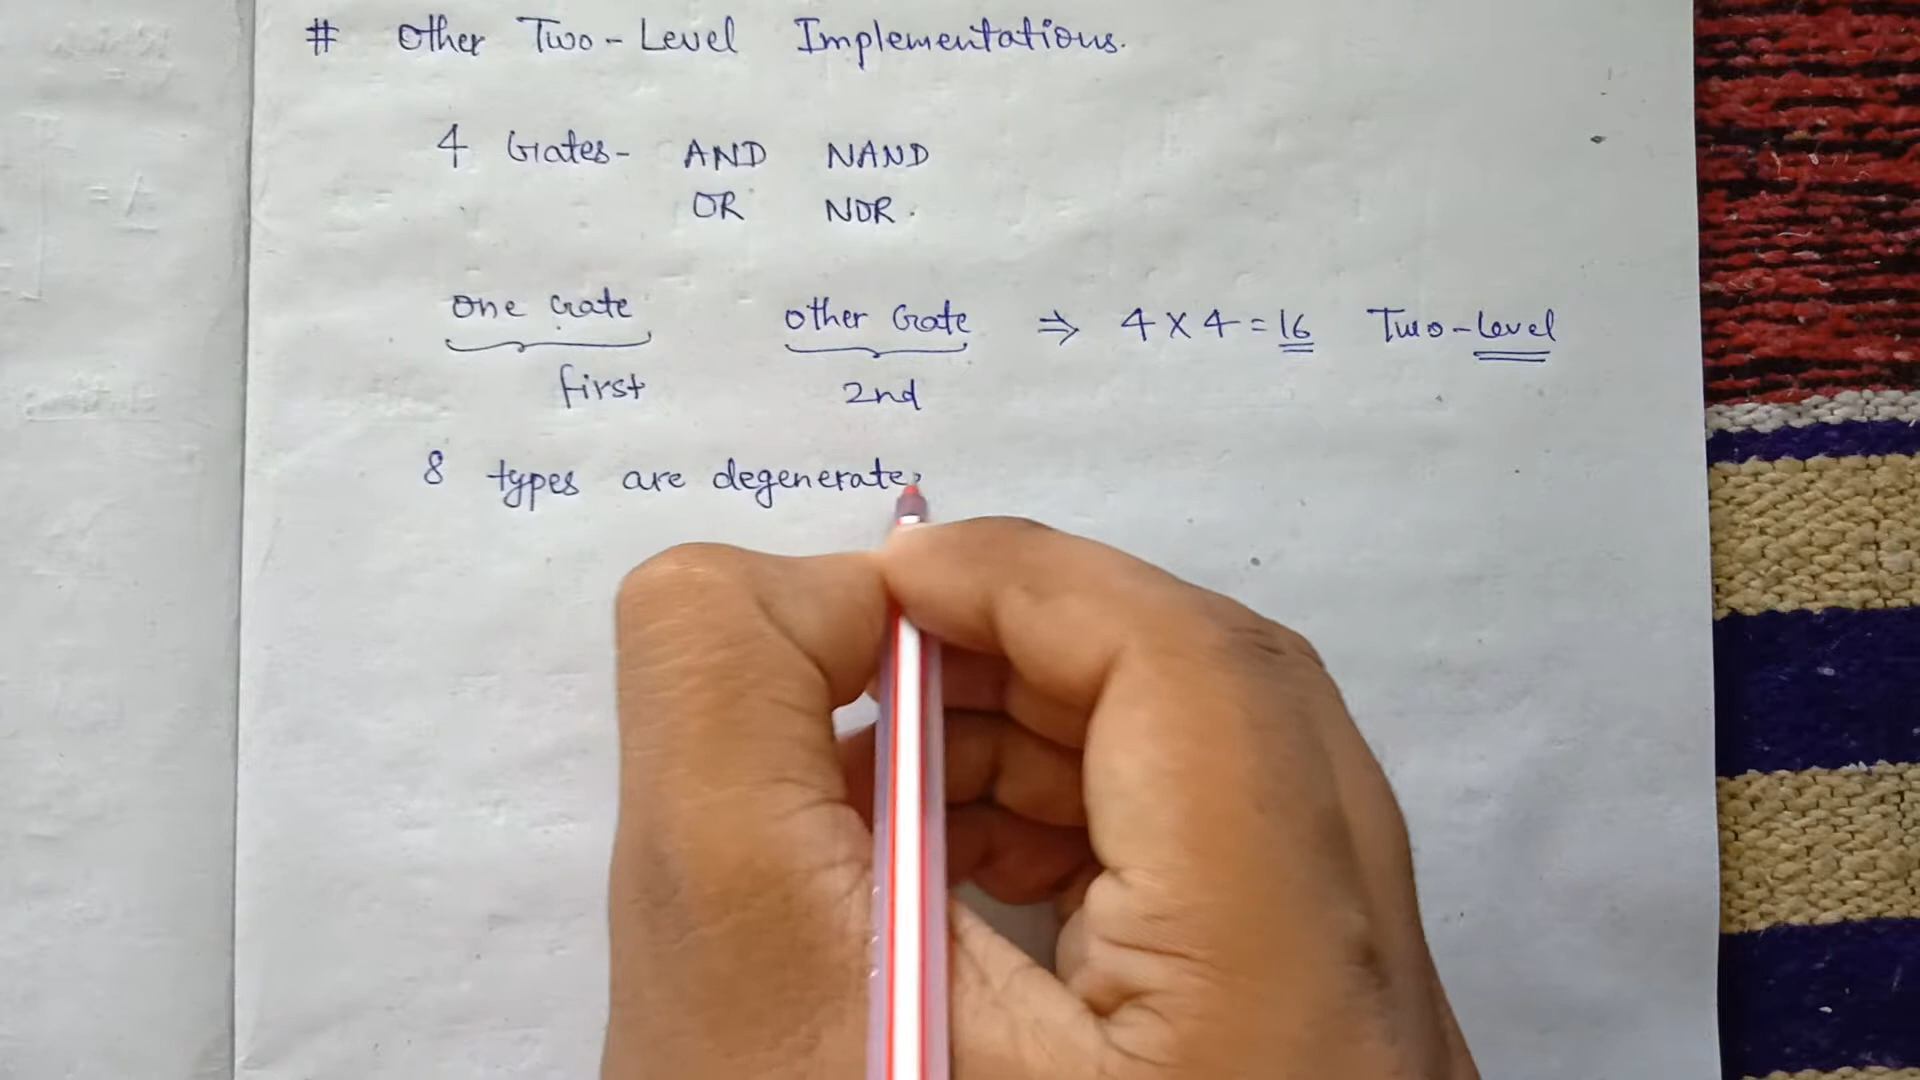 # Other Two-Level Implementations.
4 Gates- AND NAND
OR NOR.
One Gate Other Gate ⇒ 4 X 4 = 16 Two-Level
first 2nd
8 types are degenerate,